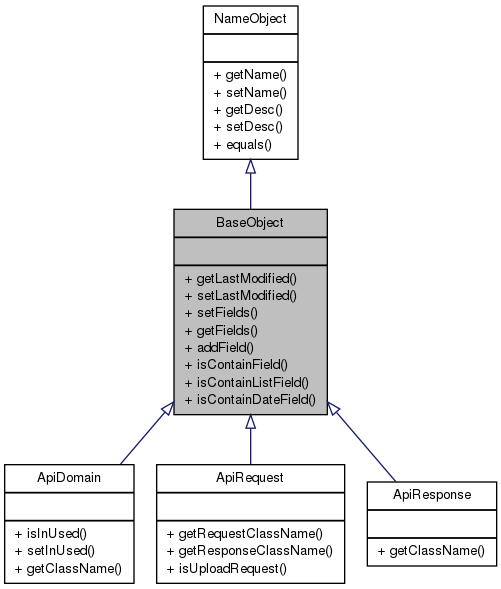 NameObject
+ getName()
+ setName()
+ getDesc()
+ setDesc()
+ equals()
BaseObject
+ getLastModified()
+ setLastModified()
+ setFields()
+ getFields()
+ addField()
+ isContainField()
+ isContainListField()
+ isContainDateField()
ApiDomain
+ isInUsed()
+ setInUsed()
+ getClassName()
ApiRequest
+ getRequestClassName()
+ getResponseClassName()
+ isUploadRequest()
ApiResponse
+ getClassName()